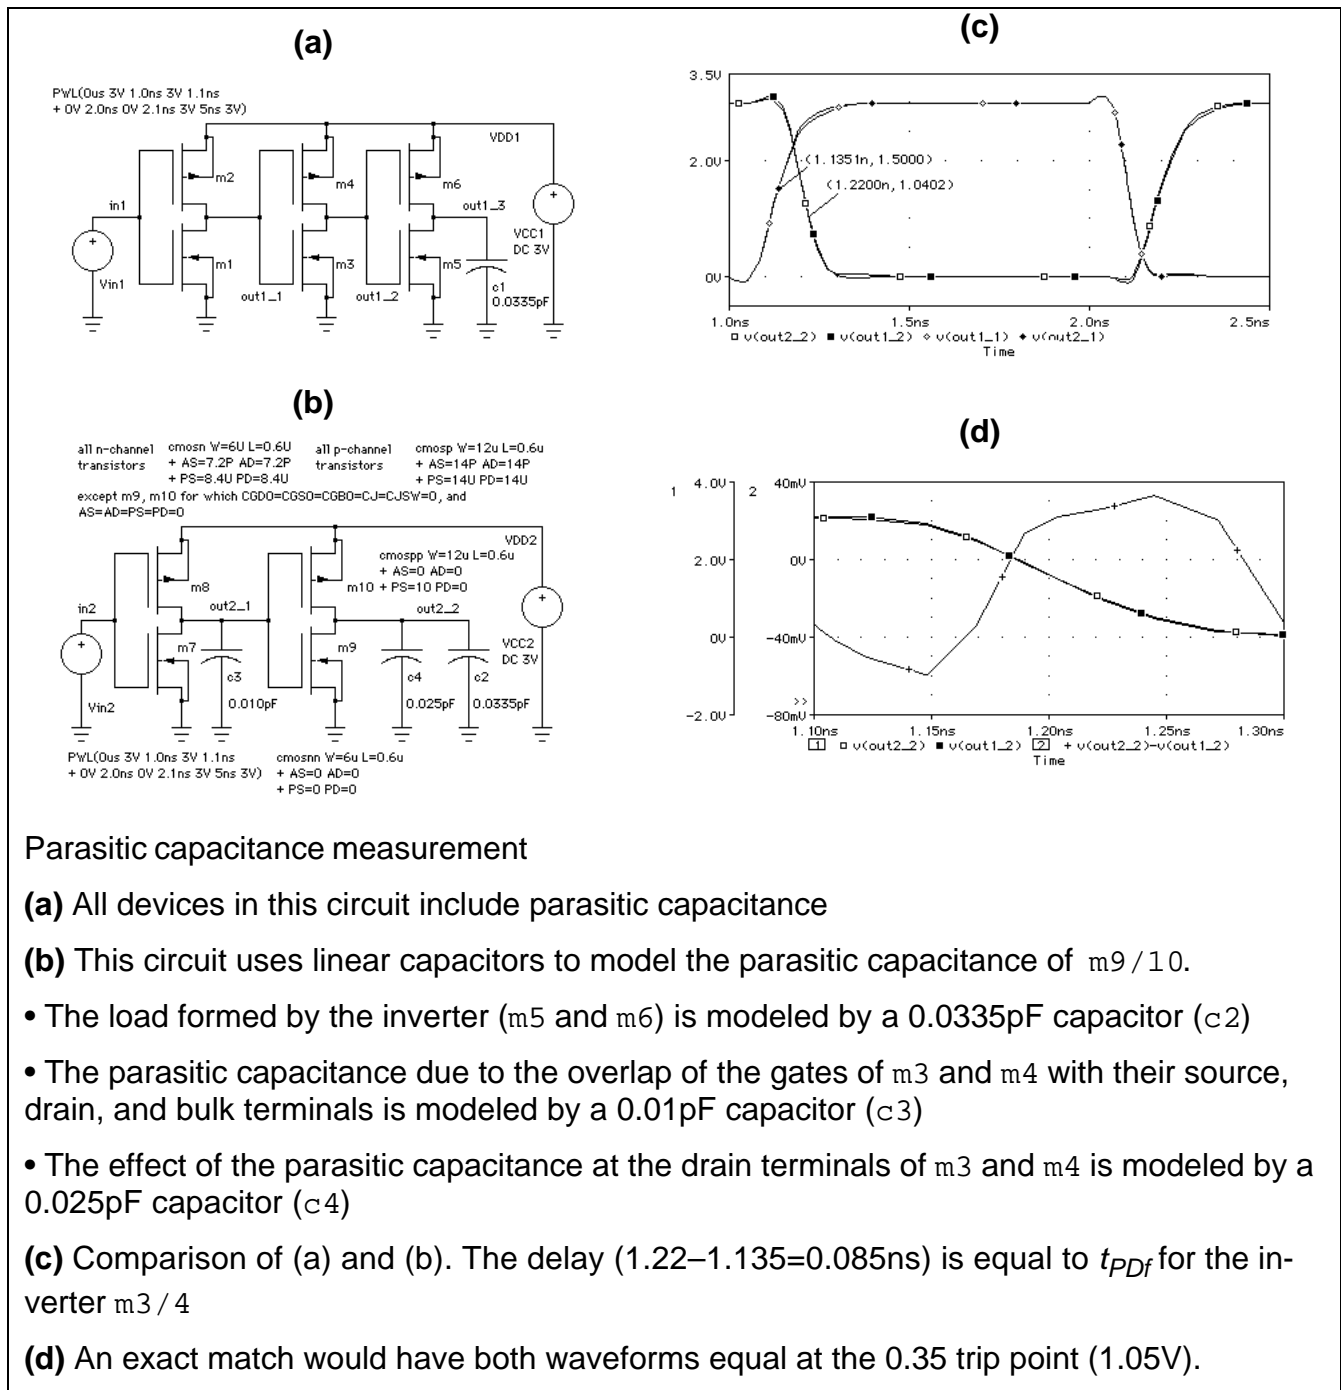 (a)
PWL(0us 3V 1.0ns 3V 1.1ns
+ 0V 2.0ns 0V 2.1ns 3V 5ns 3V)
VDD1
m2
m4
m6
in1
out1_3
VCC1
DC 3V
m1
m3
m5
Vin1
out1_1
out1_2
c1
0.0335pF
(c)
3.5V
2.0V
0V
(1.1351n,1.5000)
(1.2200n,1.0402)
1.0ns 1.5ns 2.0ns 2.5ns
v(out2_2) v(out1_2) v(out1_1) v(out2_1)
Time
(b)
all n-channel
transistors
cmosn W=6U L=0.6U
+ AS=7.2P AD=7.2P
+ PS=8.4U PD=8.4U
all p-channel
transistors
cmosp W=12u L=0.6u
+ AS=14P AD=14P
+ PS=14U PD=14U
except m9, m10 for which CGDO=CGSO=CGBO=CJ=CJSW=0, and
AS=AD=PS=PD=0
VDD2
cmospp W=12u L=0.6u
+ AS=0 AD=0
+ PS=10 PD=0
m8
m10
in2
out2_1
out2_2
m7
m9
VCC2
DC 3V
c3
c4
c2
0.010pF
0.025pF
0.0335pF
Vin2
PWL(0us 3V 1.0ns 3V 1.1ns
+ 0V 2.0ns 0V 2.1ns 3V 5ns 3V)
cmosnn W=6u L=0.6u
+ AS=0 AD=0
+ PS=0 PD=0
(d)
1 4.0V 2 40mV
2.0V 0V
0V -40mV
>>
-2.0V -80mV
1.10ns 1.15ns 1.20ns 1.25ns 1.30ns
1 v(out2_2) v(out1_2) 2 + v(out2_2)-v(out1_2)
Time
Parasitic capacitance measurement
(a) All devices in this circuit include parasitic capacitance
(b) This circuit uses linear capacitors to model the parasitic capacitance of m9/10.
• The load formed by the inverter (m5 and m6) is modeled by a 0.0335pF capacitor (c2)
• The parasitic capacitance due to the overlap of the gates of m3 and m4 with their source,
drain, and bulk terminals is modeled by a 0.01pF capacitor (c3)
• The effect of the parasitic capacitance at the drain terminals of m3 and m4 is modeled by a
0.025pF capacitor (c4)
(c) Comparison of (a) and (b). The delay (1.22–1.135=0.085ns) is equal to tPDf for the in-
verter m3/4
(d) An exact match would have both waveforms equal at the 0.35 trip point (1.05V).